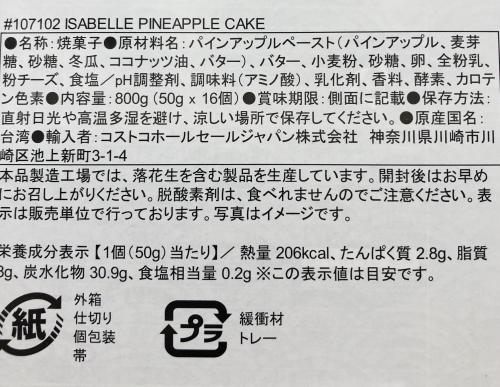 #107102 ISABELLE PINEAPPLE CAKE
●名称:焼菓子●原材料名:パインアップルペースト(パインアップル、麦芽
糖、砂糖、冬瓜、ココナッツ油、バター)、バター、小麦粉、砂糖、卵、全粉乳、
粉チーズ、食塩／pH調整剤、調味料(アミノ酸)、乳化剤、香料、酵素、カロテ
ン色素●内容量:800g(50g x 16個)●賞味期限:側面に記載●保存方法:
直射日光や高温多湿を避け、涼しい場所で保存してください。●原産国名:
台湾●輸入者:コストコホールセールジャパン株式会社 神奈川県川崎市川
崎区池上新町3-1-4
本品製造工場では、落花生を含む製品を生産しています。開封後はお早め
にお召し上がりください。脱酸素剤は、食べれませんのでご注意ください。表
示は販売単位で行っております。写真はイメージです。
栄養成分表示【1個(50g)当たり】／熱量 206kcal、たんぱく質 2.8g、脂質
8g、炭水化物 30.9g、食塩相当量 0.2g ※この表示値は目安です。
紙
外箱
仕切り
個包装
帯
プラ
緩衝材
トレー